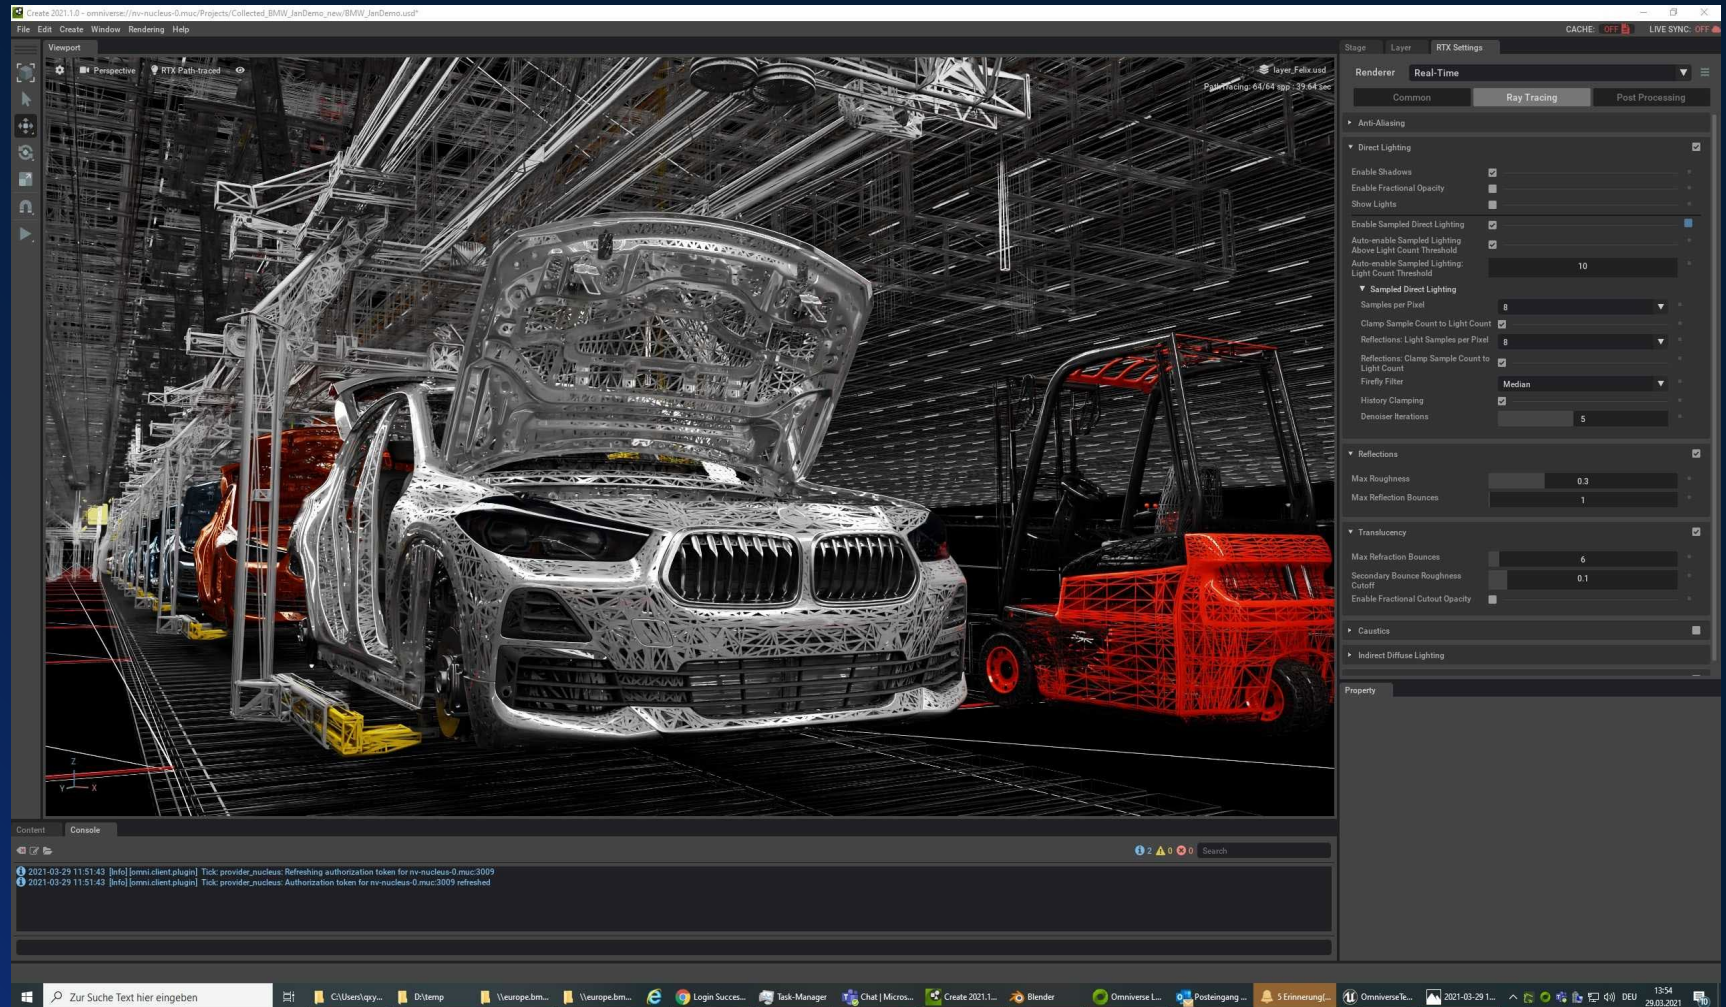 Create 2021.1.0 - omniverse://nv-nucleus-0.muc/Projects/Collected_BMW_JanDemo_new/BMW_JanDemo.usd*
File Edit Create Window Rendering Help
CACHE: OFF LIVE SYNC: OFF
Viewport
Stage Layer RTX Settings
Perspective RTX Path-traced
layer_Felix.usd
PathTracing: 64/64 spp : 39.64 sec
Renderer Real-Time
Common Ray Tracing Post Processing
Anti-Aliasing
Direct Lighting
Enable Shadows
Enable Fractional Opacity
Show Lights
Enable Sampled Direct Lighting
Auto-enable Sampled Lighting
Above Light Count Threshold
Auto-enable Sampled Lighting:
Light Count Threshold
10
Sampled Direct Lighting
Samples per Pixel 8
Clamp Sample Count to Light Count
Reflections: Light Samples per Pixel 8
Reflections: Clamp Sample Count to
Light Count
Firefly Filter Median
History Clamping
Denoiser Iterations 5
Reflections
Max Roughness 0.3
Max Reflection Bounces 1
Translucency
Max Refraction Bounces 6
Secondary Bounce Roughness
Cutoff
0.1
Enable Fractional Cutout Opacity
Caustics
Indirect Diffuse Lighting
Property
Z
Y X
Content Console
2 0 0 Search
2021-03-29 11:51:43 [Info] [omni.client.plugin] Tick: provider_nucleus: Refreshing authorization token for nv-nucleus-0.muc:3009
2021-03-29 11:51:43 [Info] [omni.client.plugin] Tick: provider_nucleus: Authorization token for nv-nucleus-0.muc:3009 refreshed
Zur Suche Text hier eingeben
C:\Users\qxy... D:\temp \\europe.bm... \\europe.bm... Login Succes... Task-Manager Chat | Micros... Create 2021.1... Blender Omniverse L... Posteingang ... 5 Erinnerung(... OmniverseTe... 2021-03-29 1... DEU
13:54
29.03.2021
10